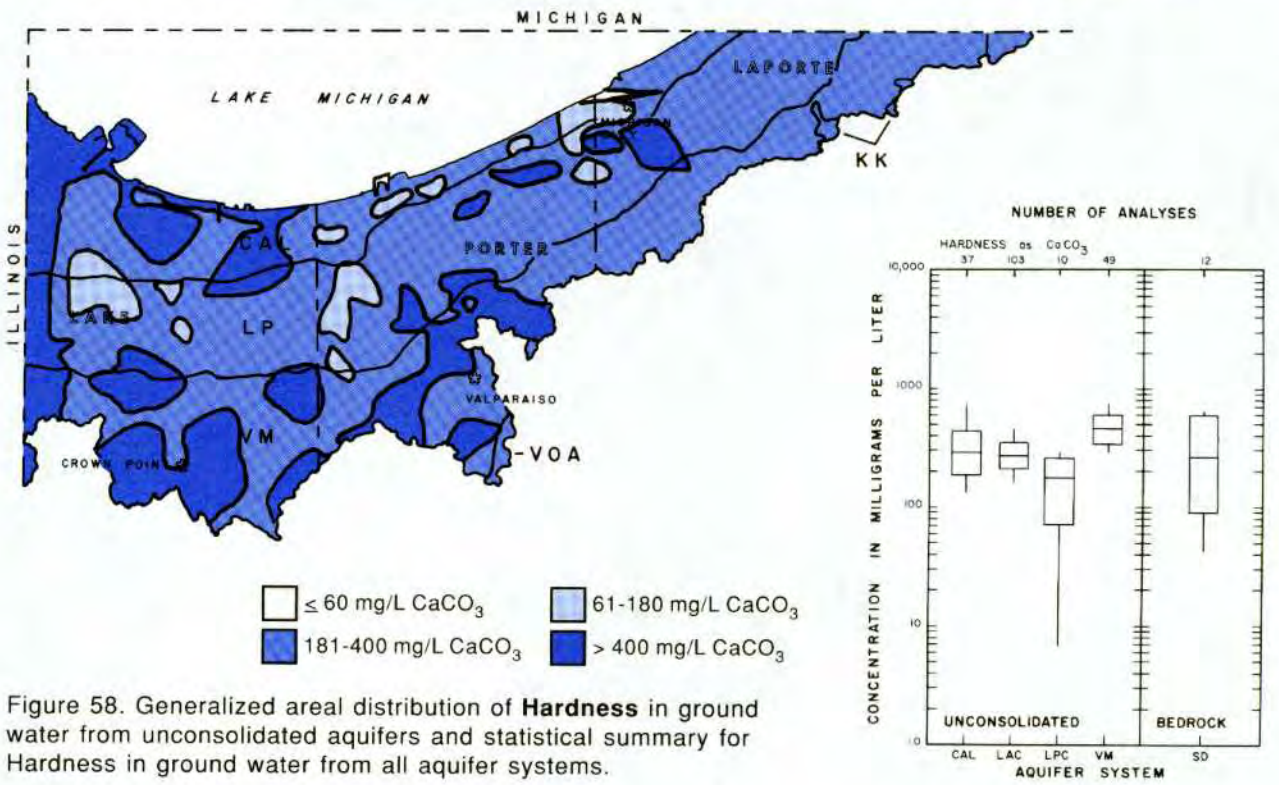 MICHIGAN
LAKE MICHIGAN
LAPORTE
MICHIGAN
KK
ILLINOIS
CAL
PORTER
LAKE
LP
VALPARAISO
VM
CROWN POINT
VOA
≤ 60 mg/L CaCO₃
61-180 mg/L CaCO₃
181-400 mg/L CaCO₃
> 400 mg/L CaCO₃
Figure 58. Generalized areal distribution of Hardness in ground
water from unconsolidated aquifers and statistical summary for
Hardness in ground water from all aquifer systems.
NUMBER OF ANALYSES
HARDNESS as CaCO₃
37 103 10 49 12
10,000
1000
100
10
1.0
CONCENTRATION IN MILLIGRAMS PER LITER
UNCONSOLIDATED BEDROCK
CAL LAC LPC VM SD
AQUIFER SYSTEM